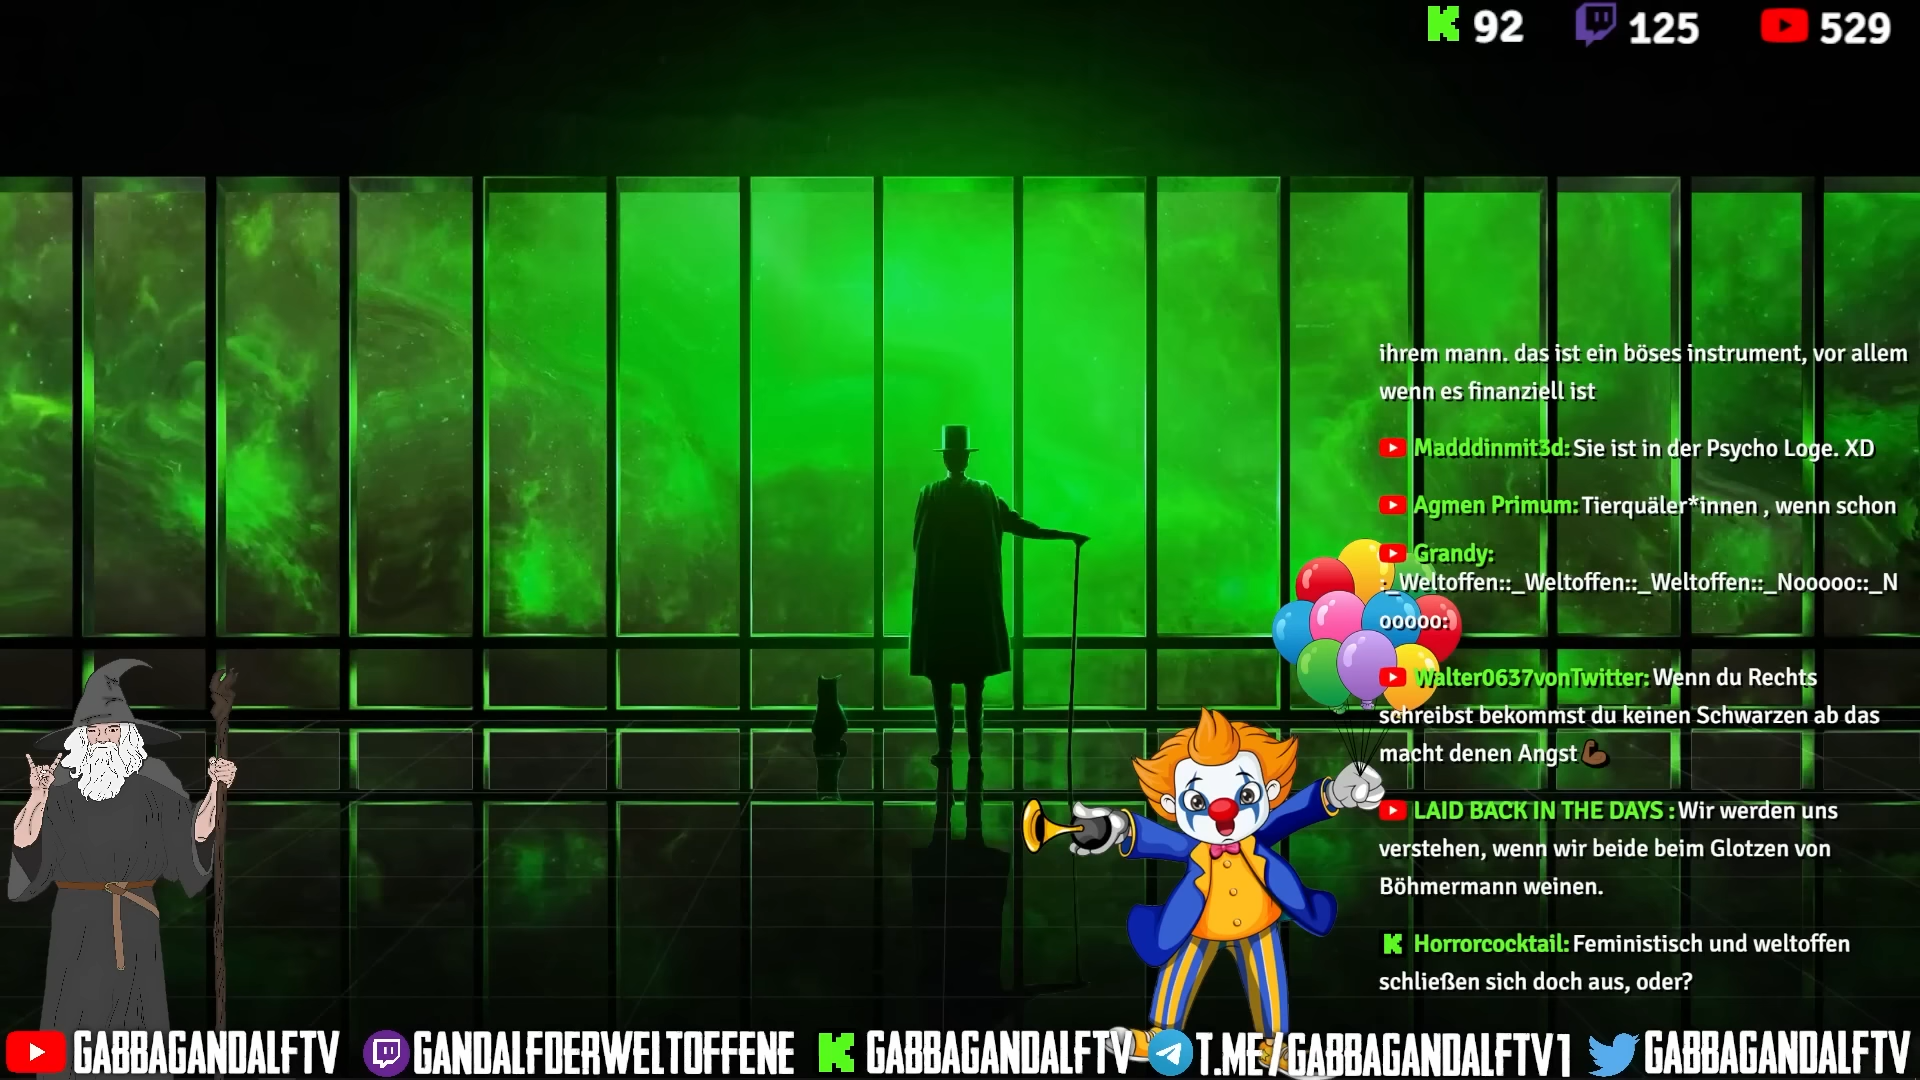 92 125 529
ihrem mann. das ist ein böses instrument, vor allem
wenn es finanziell ist
Madddinmit3d: Sie ist in der Psycho Loge. XD
Agmen Primum: Tierquäler*innen , wenn schon
Grandy:
:_Weltoffen::_Weltoffen::_Weltoffen::_Nooooo::_N
ooooo:
Walter0637vonTwitter: Wenn du Rechts
schreibst bekommst du keinen Schwarzen ab das
macht denen Angst💪🏿
LAID BACK IN THE DAYS : Wir werden uns
verstehen, wenn wir beide beim Glotzen von
Böhmermann weinen.
Horrorcocktail: Feministisch und weltoffen
schließen sich doch aus, oder?
GABBAGANDALFTV GANDALFDERWELTOFFENE GABBAGANDALFTV T.ME/GABBAGANDALFTV1 GABBAGANDALFTV